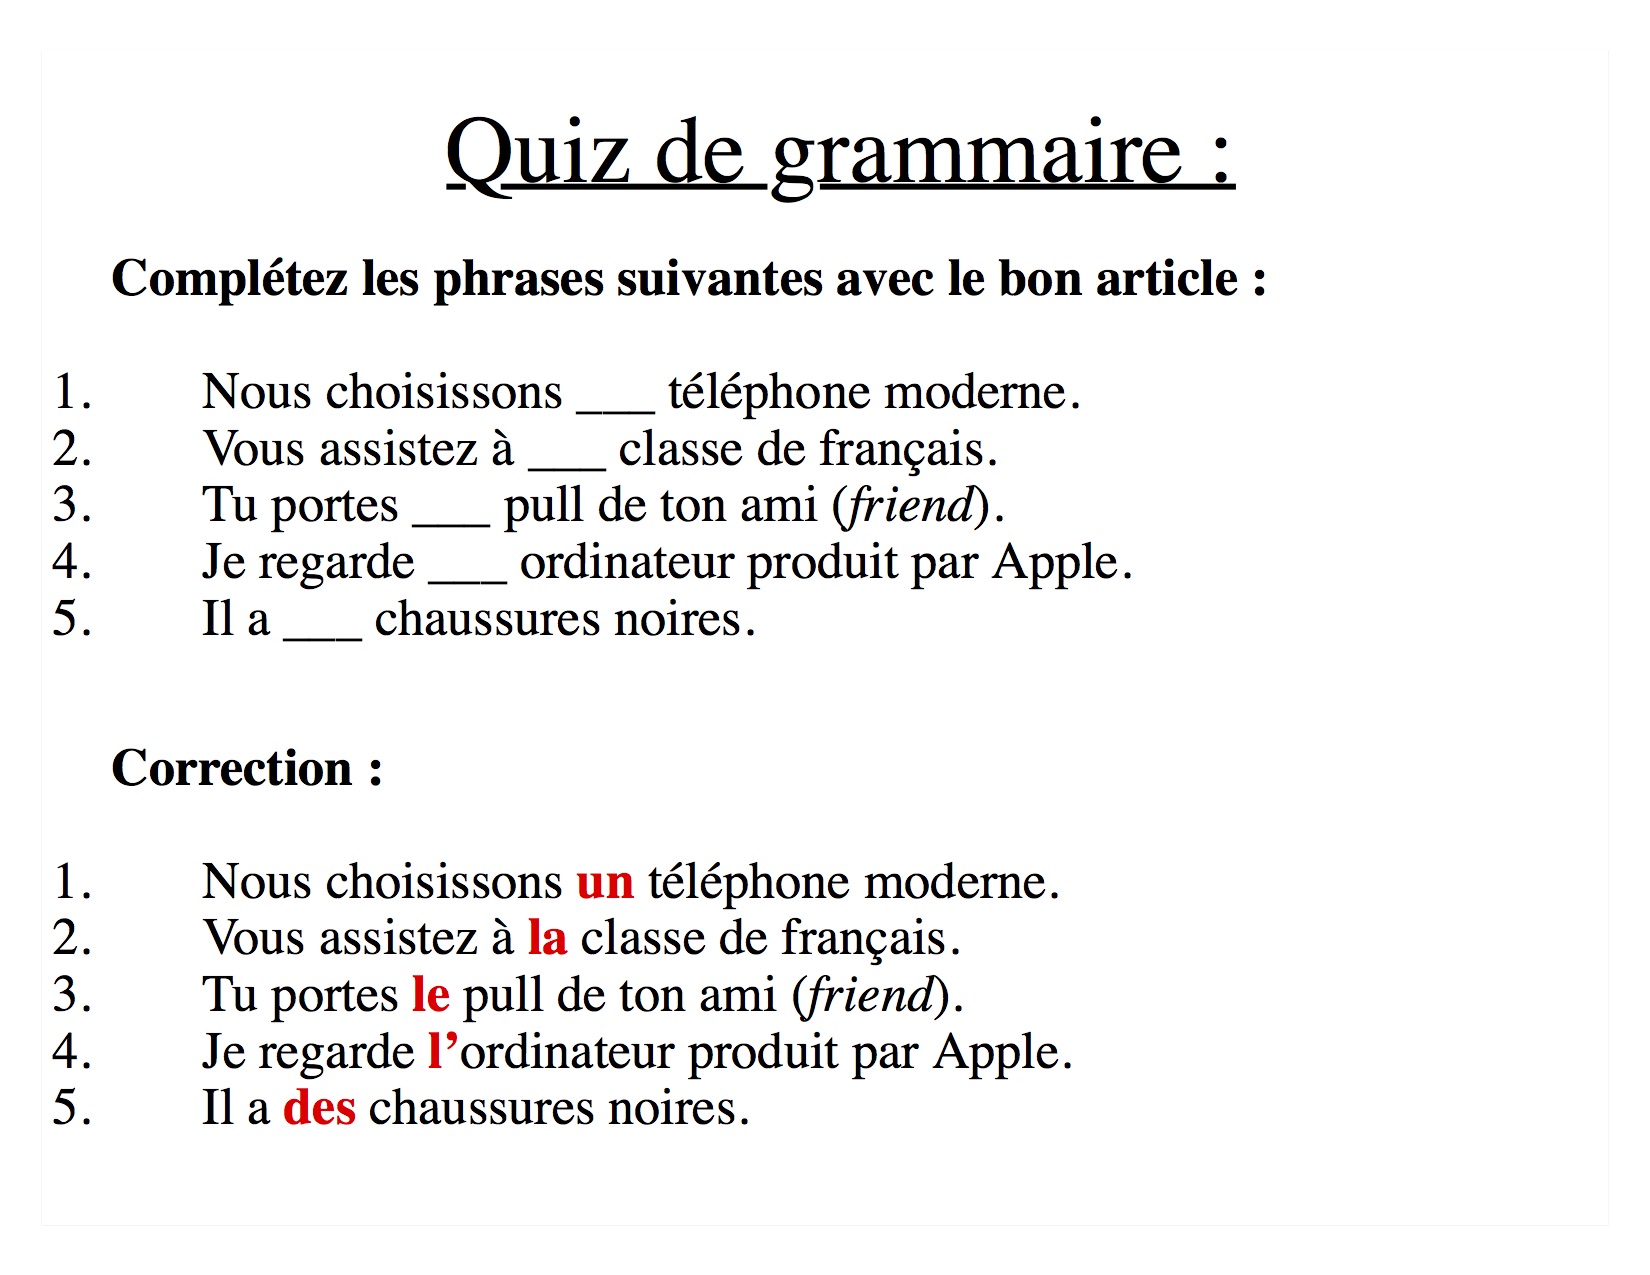 Quiz de grammaire :
Complétez les phrases suivantes avec le bon article :
1. Nous choisissons ___ téléphone moderne.
2. Vous assistez à ___ classe de français.
3. Tu portes ___ pull de ton ami (friend).
4. Je regarde ___ ordinateur produit par Apple.
5. Il a ___ chaussures noires.
Correction :
1. Nous choisissons un téléphone moderne.
2. Vous assistez à la classe de français.
3. Tu portes le pull de ton ami (friend).
4. Je regarde l’ordinateur produit par Apple.
5. Il a des chaussures noires.